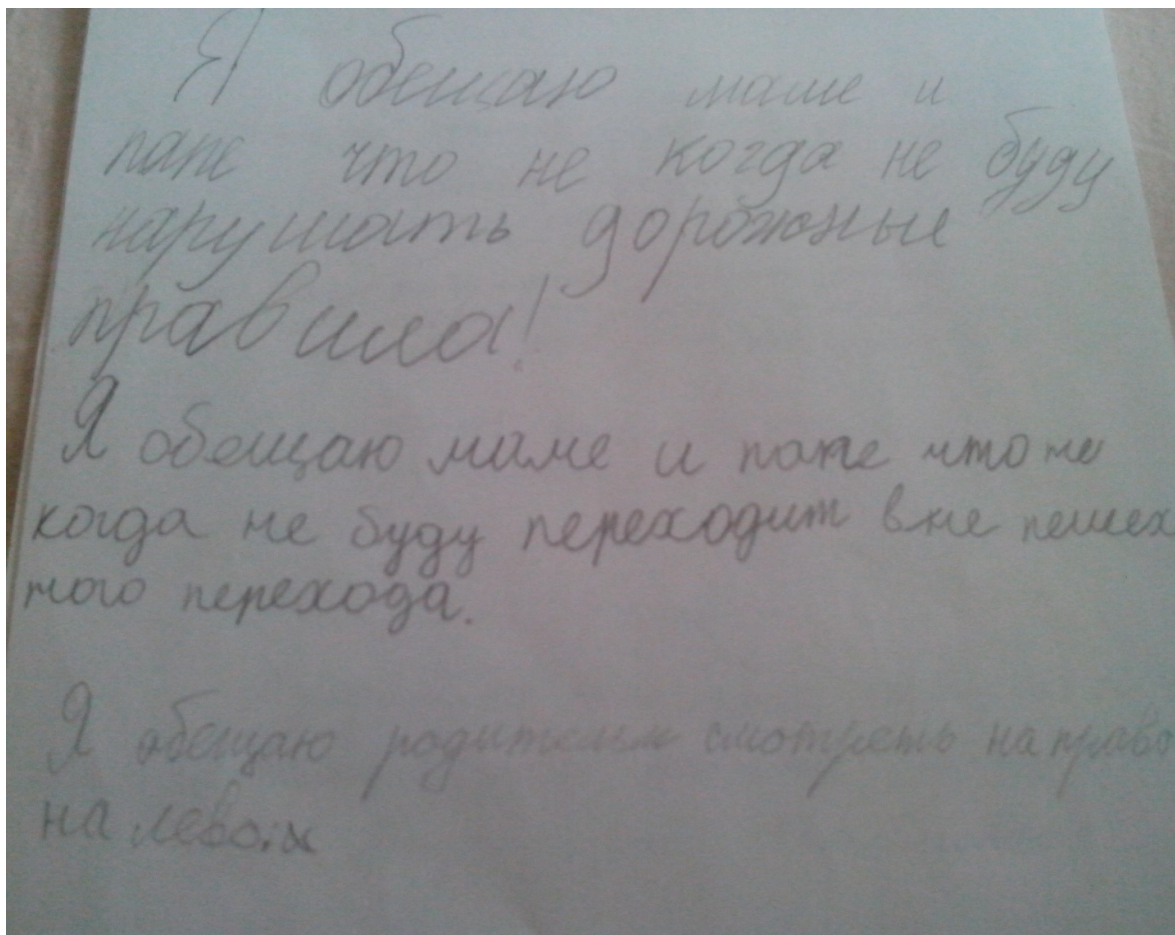 Я обещаю маме и
папе что не когда не буду
нарушать дорожные
правила!
Я обещаю маме и папе что не
когда не буду переходит вне пешех
ного перехода.
Я обещаю родителям смотреть на право
на лево.